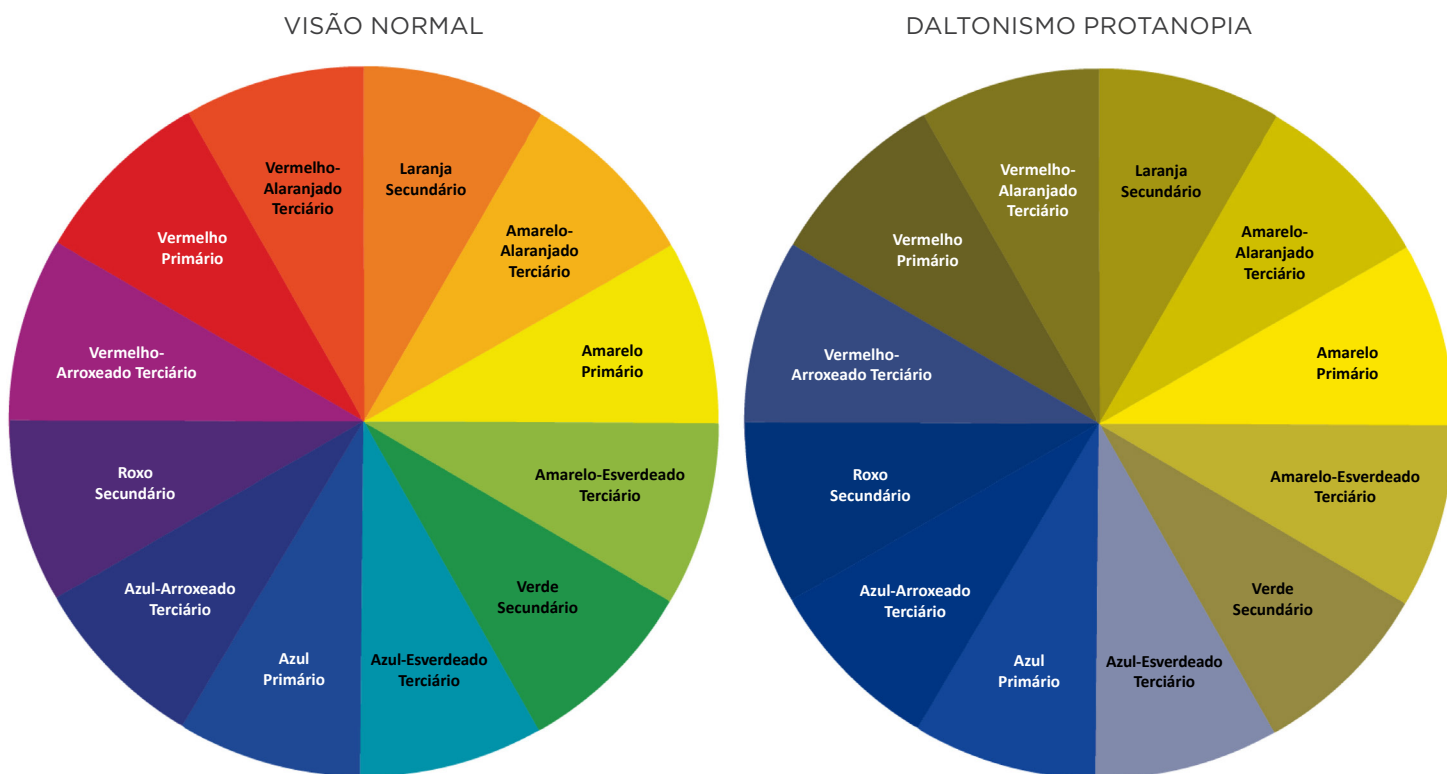 VISÃO NORMAL
Vermelho-
Alaranjado
Terciário
Laranja
Secundário
Amarelo-
Alaranjado
Terciário
Amarelo
Primário
Amarelo-Esverdeado
Terciário
Verde
Secundário
Azul-Esverdeado
Terciário
Azul
Primário
Azul-Arroxeado
Terciário
Roxo
Secundário
Vermelho-
Arroxeado Terciário
Vermelho
Primário
DALTONISMO PROTANOPIA
Vermelho-
Alaranjado
Terciário
Laranja
Secundário
Amarelo-
Alaranjado
Terciário
Amarelo
Primário
Amarelo-Esverdeado
Terciário
Verde
Secundário
Azul-Esverdeado
Terciário
Azul
Primário
Azul-Arroxeado
Terciário
Roxo
Secundário
Vermelho-
Arroxeado Terciário
Vermelho
Primário